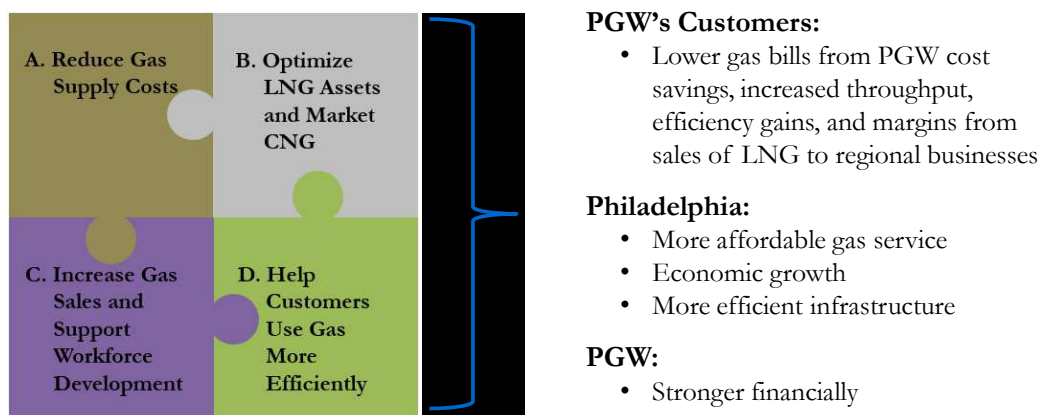 A. Reduce Gas
Supply Costs
B. Optimize
LNG Assets
and Market
CNG
C. Increase Gas
Sales and
Support
Workforce
Development
D. Help
Customers
Use Gas
More
Efficiently
PGW's Customers:
• Lower gas bills from PGW cost
savings, increased throughput,
efficiency gains, and margins from
sales of LNG to regional businesses
Philadelphia:
• More affordable gas service
• Economic growth
• More efficient infrastructure
PGW:
• Stronger financially